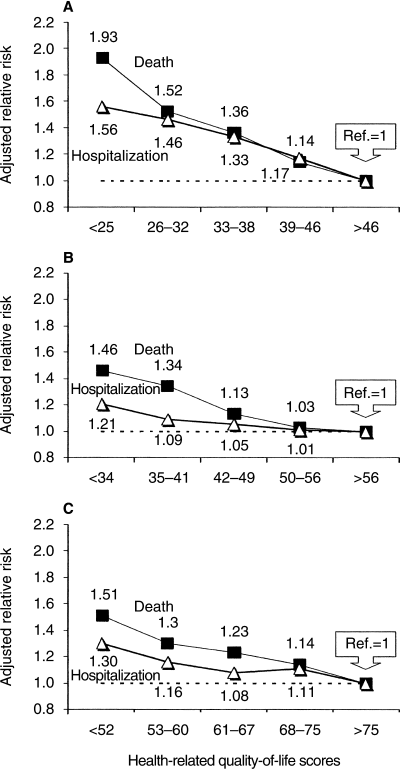 A
Adjusted relative risk
2.2
2.0
1.8
1.6
1.4
1.2
1.0
0.8
1.93
Death
1.52
1.36
1.14
1.56
1.46
1.33
1.17
Hospitalization
Ref.=1
<25 26–32 33–38 39–46 >46
B
Adjusted relative risk
2.2
2.0
1.8
1.6
1.4
1.2
1.0
0.8
1.46
Death
1.34
1.13
1.03
Hospitalization
1.21
1.09
1.05
1.01
Ref.=1
<34 35–41 42–49 50–56 >56
C
Adjusted relative risk
2.2
2.0
1.8
1.6
1.4
1.2
1.0
0.8
1.51
Death
1.3
1.23
1.14
1.30
Hospitalization
1.16
1.08
1.11
Ref.=1
<52 53–60 61–67 68–75 >75
Health-related quality-of-life scores